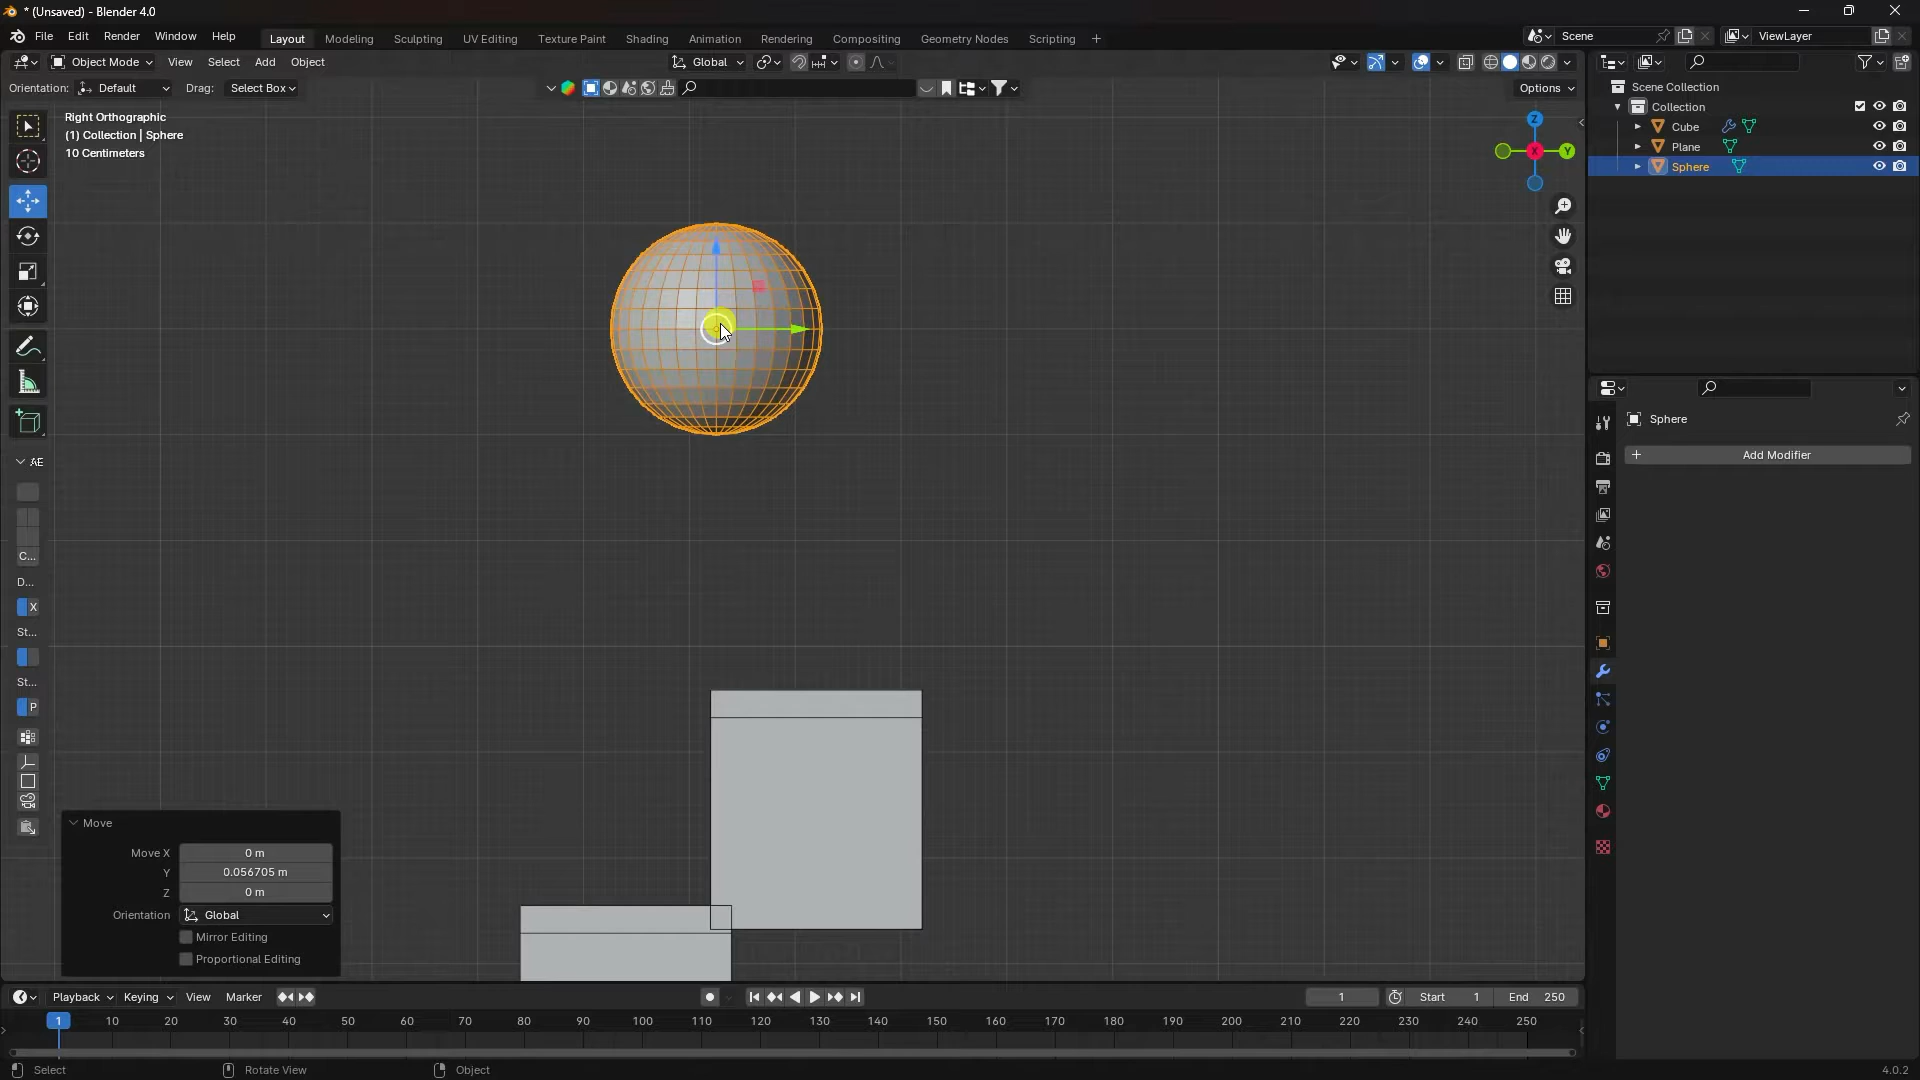 * (Unsaved) - Blender 4.0
File Edit Render Window Help
Layout Modeling Sculpting UV Editing Texture Paint Shading Animation Rendering Compositing Geometry Nodes Scripting +
Scene
ViewLayer
Object Mode View Select Add Object
Global
Orientation: Default Drag: Select Box
Options
Right Orthographic
(1) Collection | Sphere
10 Centimeters
Z
X
Y
Scene Collection
Collection
Cube
Plane
Sphere
Sphere
+ Add Modifier
AE
C...
D...
X
St...
St...
P
Move
Move X 0 m
Y 0.056705 m
Z 0 m
Orientation Global
Mirror Editing
Proportional Editing
Playback Keying View Marker
1
Start 1
End 250
1 10 20 30 40 50 60 70 80 90 100 110 120 130 140 150 160 170 180 190 200 210 220 230 240 250
Select
Rotate View
Object
4.0.2